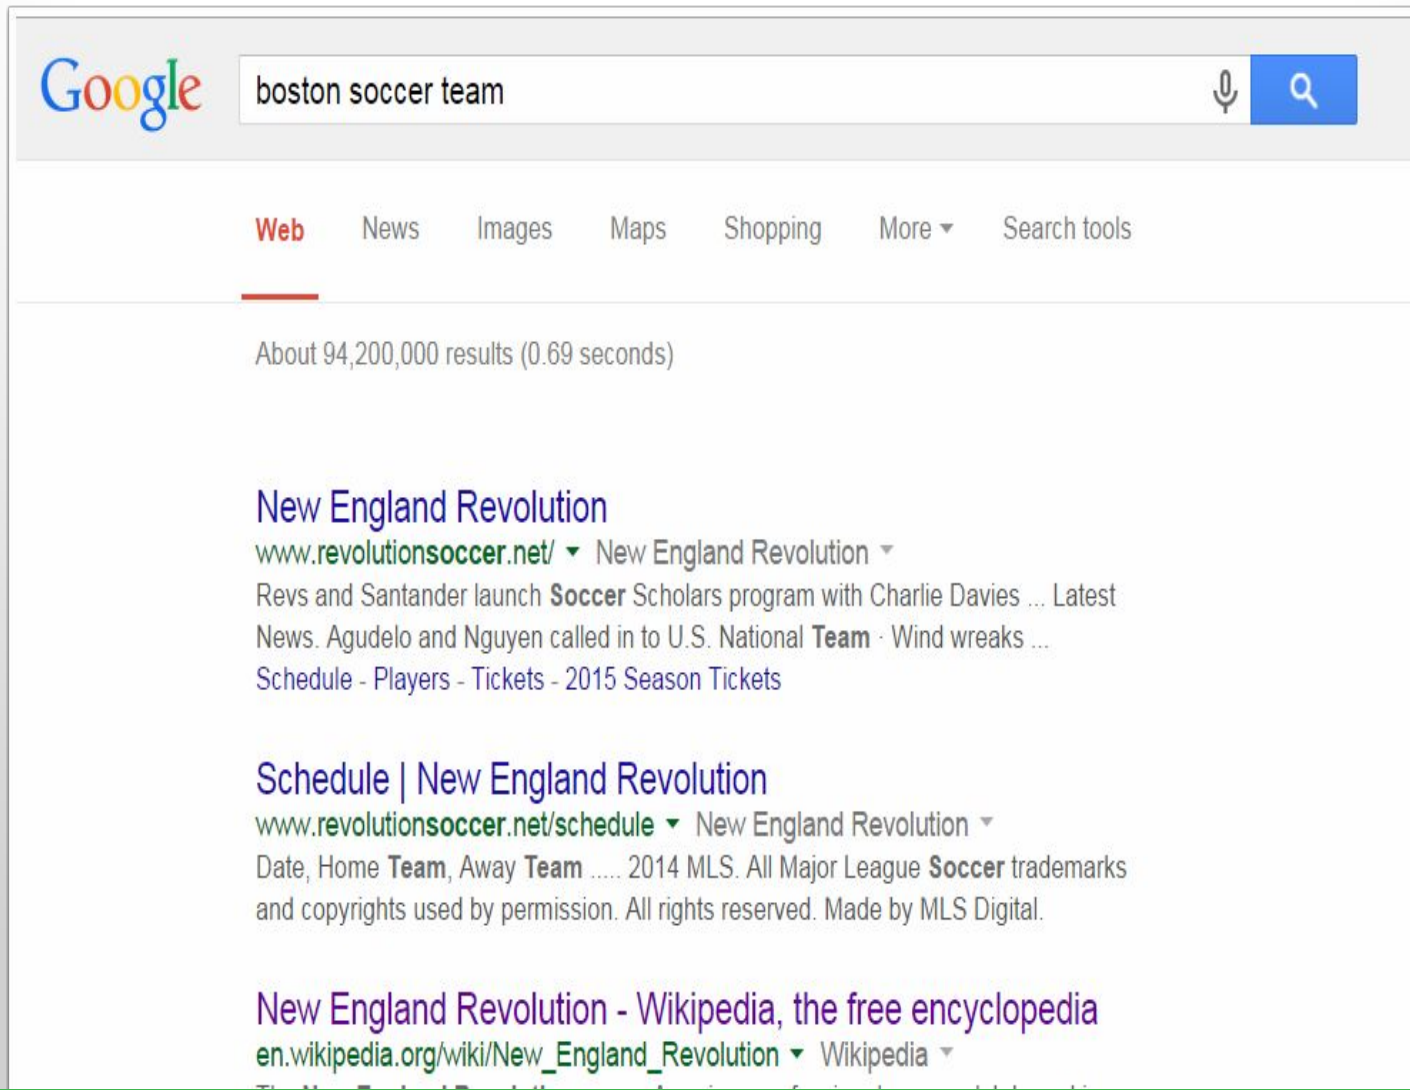 Google boston soccer team
Web News Images Maps Shopping More Search tools
About 94,200,000 results (0.69 seconds)
New England Revolution
www.revolutionsoccer.net/ New England Revolution
Revs and Santander launch Soccer Scholars program with Charlie Davies ... Latest
News. Agudelo and Nguyen called in to U.S. National Team · Wind wreaks ...
Schedule - Players - Tickets - 2015 Season Tickets
Schedule | New England Revolution
www.revolutionsoccer.net/schedule New England Revolution
Date, Home Team, Away Team ..... 2014 MLS. All Major League Soccer trademarks
and copyrights used by permission. All rights reserved. Made by MLS Digital.
New England Revolution - Wikipedia, the free encyclopedia
en.wikipedia.org/wiki/New_England_Revolution Wikipedia